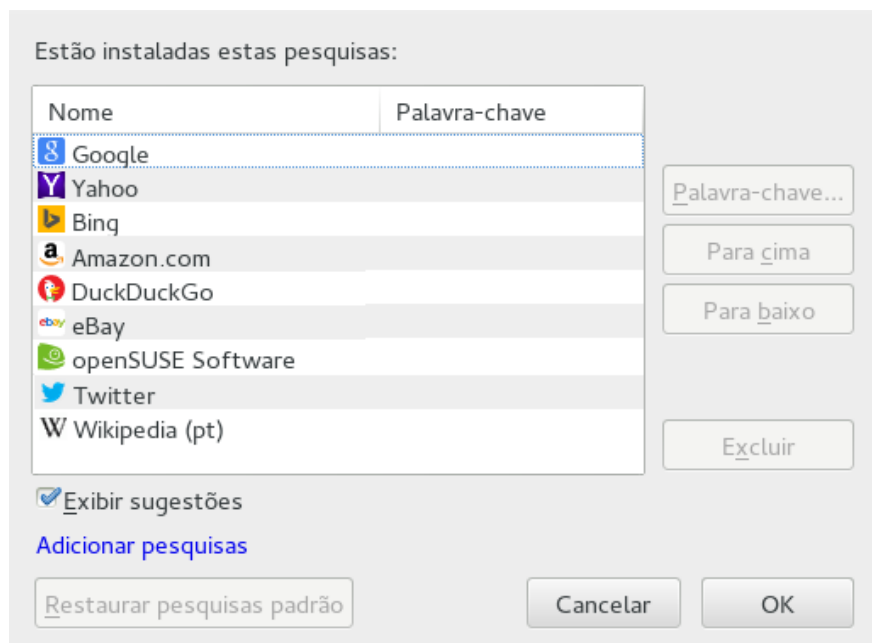 Estão instaladas estas pesquisas:
Nome Palavra-chave
Google
Yahoo
Bing
Amazon.com
DuckDuckGo
eBay
openSUSE Software
Twitter
Wikipedia (pt)
Palavra-chave...
Para cima
Para baixo
Excluir
Exibir sugestões
Adicionar pesquisas
Restaurar pesquisas padrão Cancelar OK